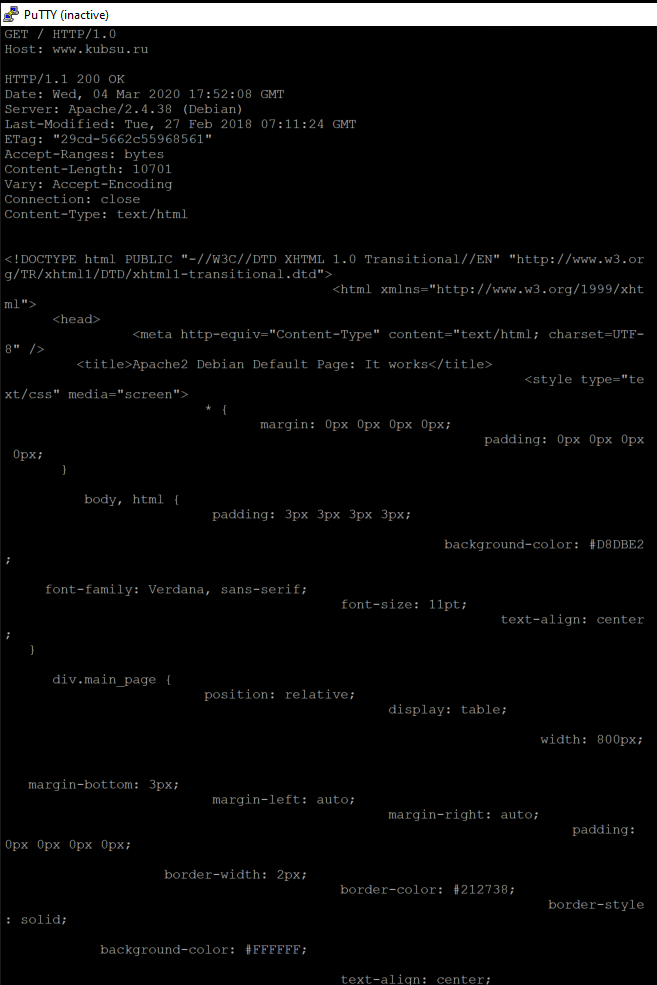 PuTTY (inactive)
GET / HTTP/1.0
Host: www.kubsu.ru
HTTP/1.1 200 OK
Date: Wed, 04 Mar 2020 17:52:08 GMT
Server: Apache/2.4.38 (Debian)
Last-Modified: Tue, 27 Feb 2018 07:11:24 GMT
ETag: "29cd-5662c55968561"
Accept-Ranges: bytes
Content-Length: 10701
Vary: Accept-Encoding
Connection: close
Content-Type: text/html
<!DOCTYPE html PUBLIC "-//W3C//DTD XHTML 1.0 Transitional//EN" "http://www.w3.or
g/TR/xhtml1/DTD/xhtml1-transitional.dtd">
<html xmlns="http://www.w3.org/1999/xht
ml">
<head>
<meta http-equiv="Content-Type" content="text/html; charset=UTF-
8" />
<title>Apache2 Debian Default Page: It works</title>
<style type="te
xt/css" media="screen">
* {
margin: 0px 0px 0px 0px;
padding: 0px 0px 0px
0px;
}
body, html {
padding: 3px 3px 3px 3px;
background-color: #D8DBE2
;
font-family: Verdana, sans-serif;
font-size: 11pt;
text-align: center
;
}
div.main_page {
position: relative;
display: table;
width: 800px;
margin-bottom: 3px;
margin-left: auto;
margin-right: auto;
padding:
0px 0px 0px 0px;
border-width: 2px;
border-color: #212738;
border-style
: solid;
background-color: #FFFFFF;
text-align: center;